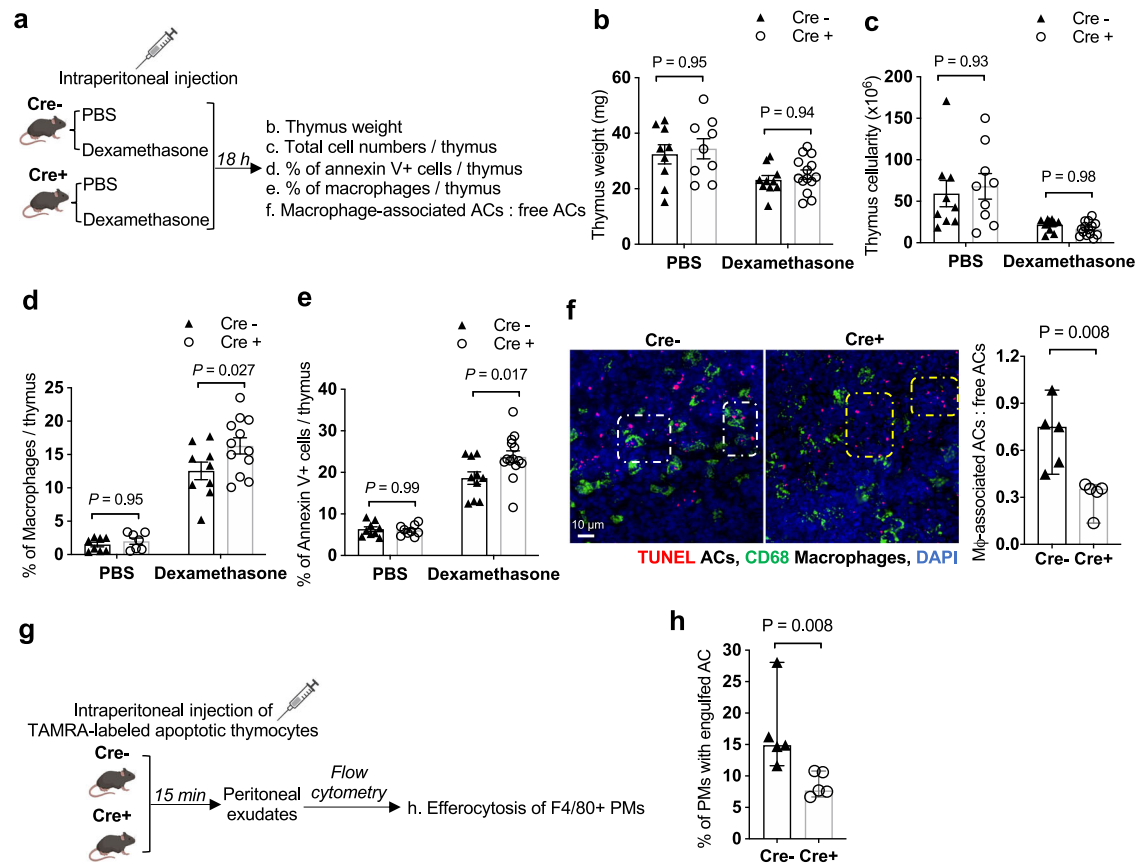 a
Intraperitoneal injection
Cre-
PBS
Dexamethasone
Cre+
PBS
Dexamethasone
18 h
b. Thymus weight
c. Total cell numbers / thymus
d. % of annexin V+ cells / thymus
e. % of macrophages / thymus
f. Macrophage-associated ACs : free ACs
b
Cre -
Cre +
P = 0.95
P = 0.94
Thymus weight (mg)
80
60
40
20
0
PBS
Dexamethasone
c
Cre -
Cre +
P = 0.93
P = 0.98
Thymus cellularity (x10⁶)
200
150
100
50
0
PBS
Dexamethasone
d
Cre -
Cre +
P = 0.027
P = 0.95
% of Macrophages / thymus
25
20
15
10
5
0
PBS
Dexamethasone
e
Cre -
Cre +
P = 0.017
P = 0.99
% of Annexin V+ cells / thymus
40
30
20
10
0
PBS
Dexamethasone
f
Cre-
Cre+
10 µm
TUNEL ACs, CD68 Macrophages, DAPI
P = 0.008
Mϕ-associated ACs : free ACs
1.2
0.9
0.6
0.3
0.0
Cre- Cre+
g
Intraperitoneal injection of
TAMRA-labeled apoptotic thymocytes
Cre-
Cre+
15 min
Peritoneal
exudates
Flow
cytometry
h. Efferocytosis of F4/80+ PMs
h
P = 0.008
% of PMs with engulfed AC
30
25
20
15
10
5
0
Cre- Cre+